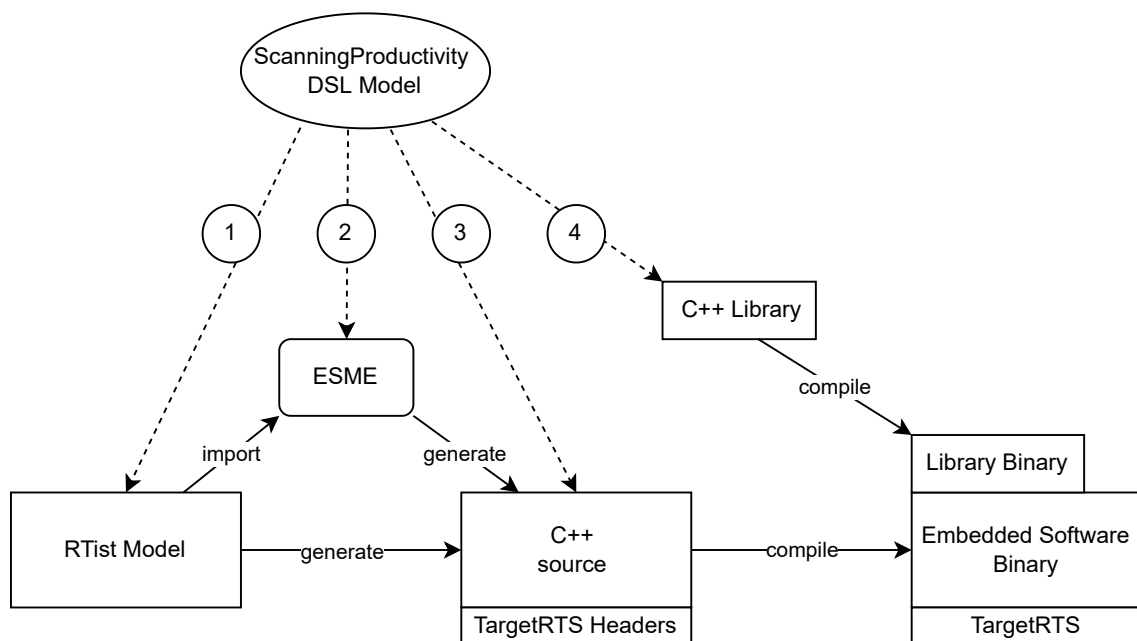 ScanningProductivity
DSL Model
1
2
3
4
C++ Library
ESME
compile
import
generate
Library Binary
RTist Model
generate
C++
source
compile
Embedded Software
Binary
TargetRTS Headers
TargetRTS